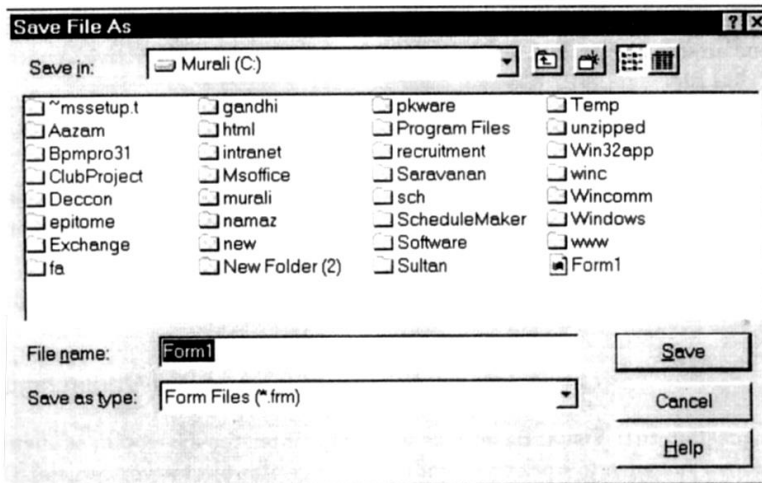 Save File As
Save in: Murali (C:)
~mssetup.t gandhi pkware Temp
Aazam html Program Files unzipped
Bpmpro31 intranet recruitment Win32app
ClubProject Msoffice Saravanan winc
Deccon murali sch Wincomm
epitome namaz ScheduleMaker Windows
Exchange new Software www
fa New Folder (2) Sultan Form1
File name: Form1 Save
Save as type: Form Files (*.frm) Cancel
Help